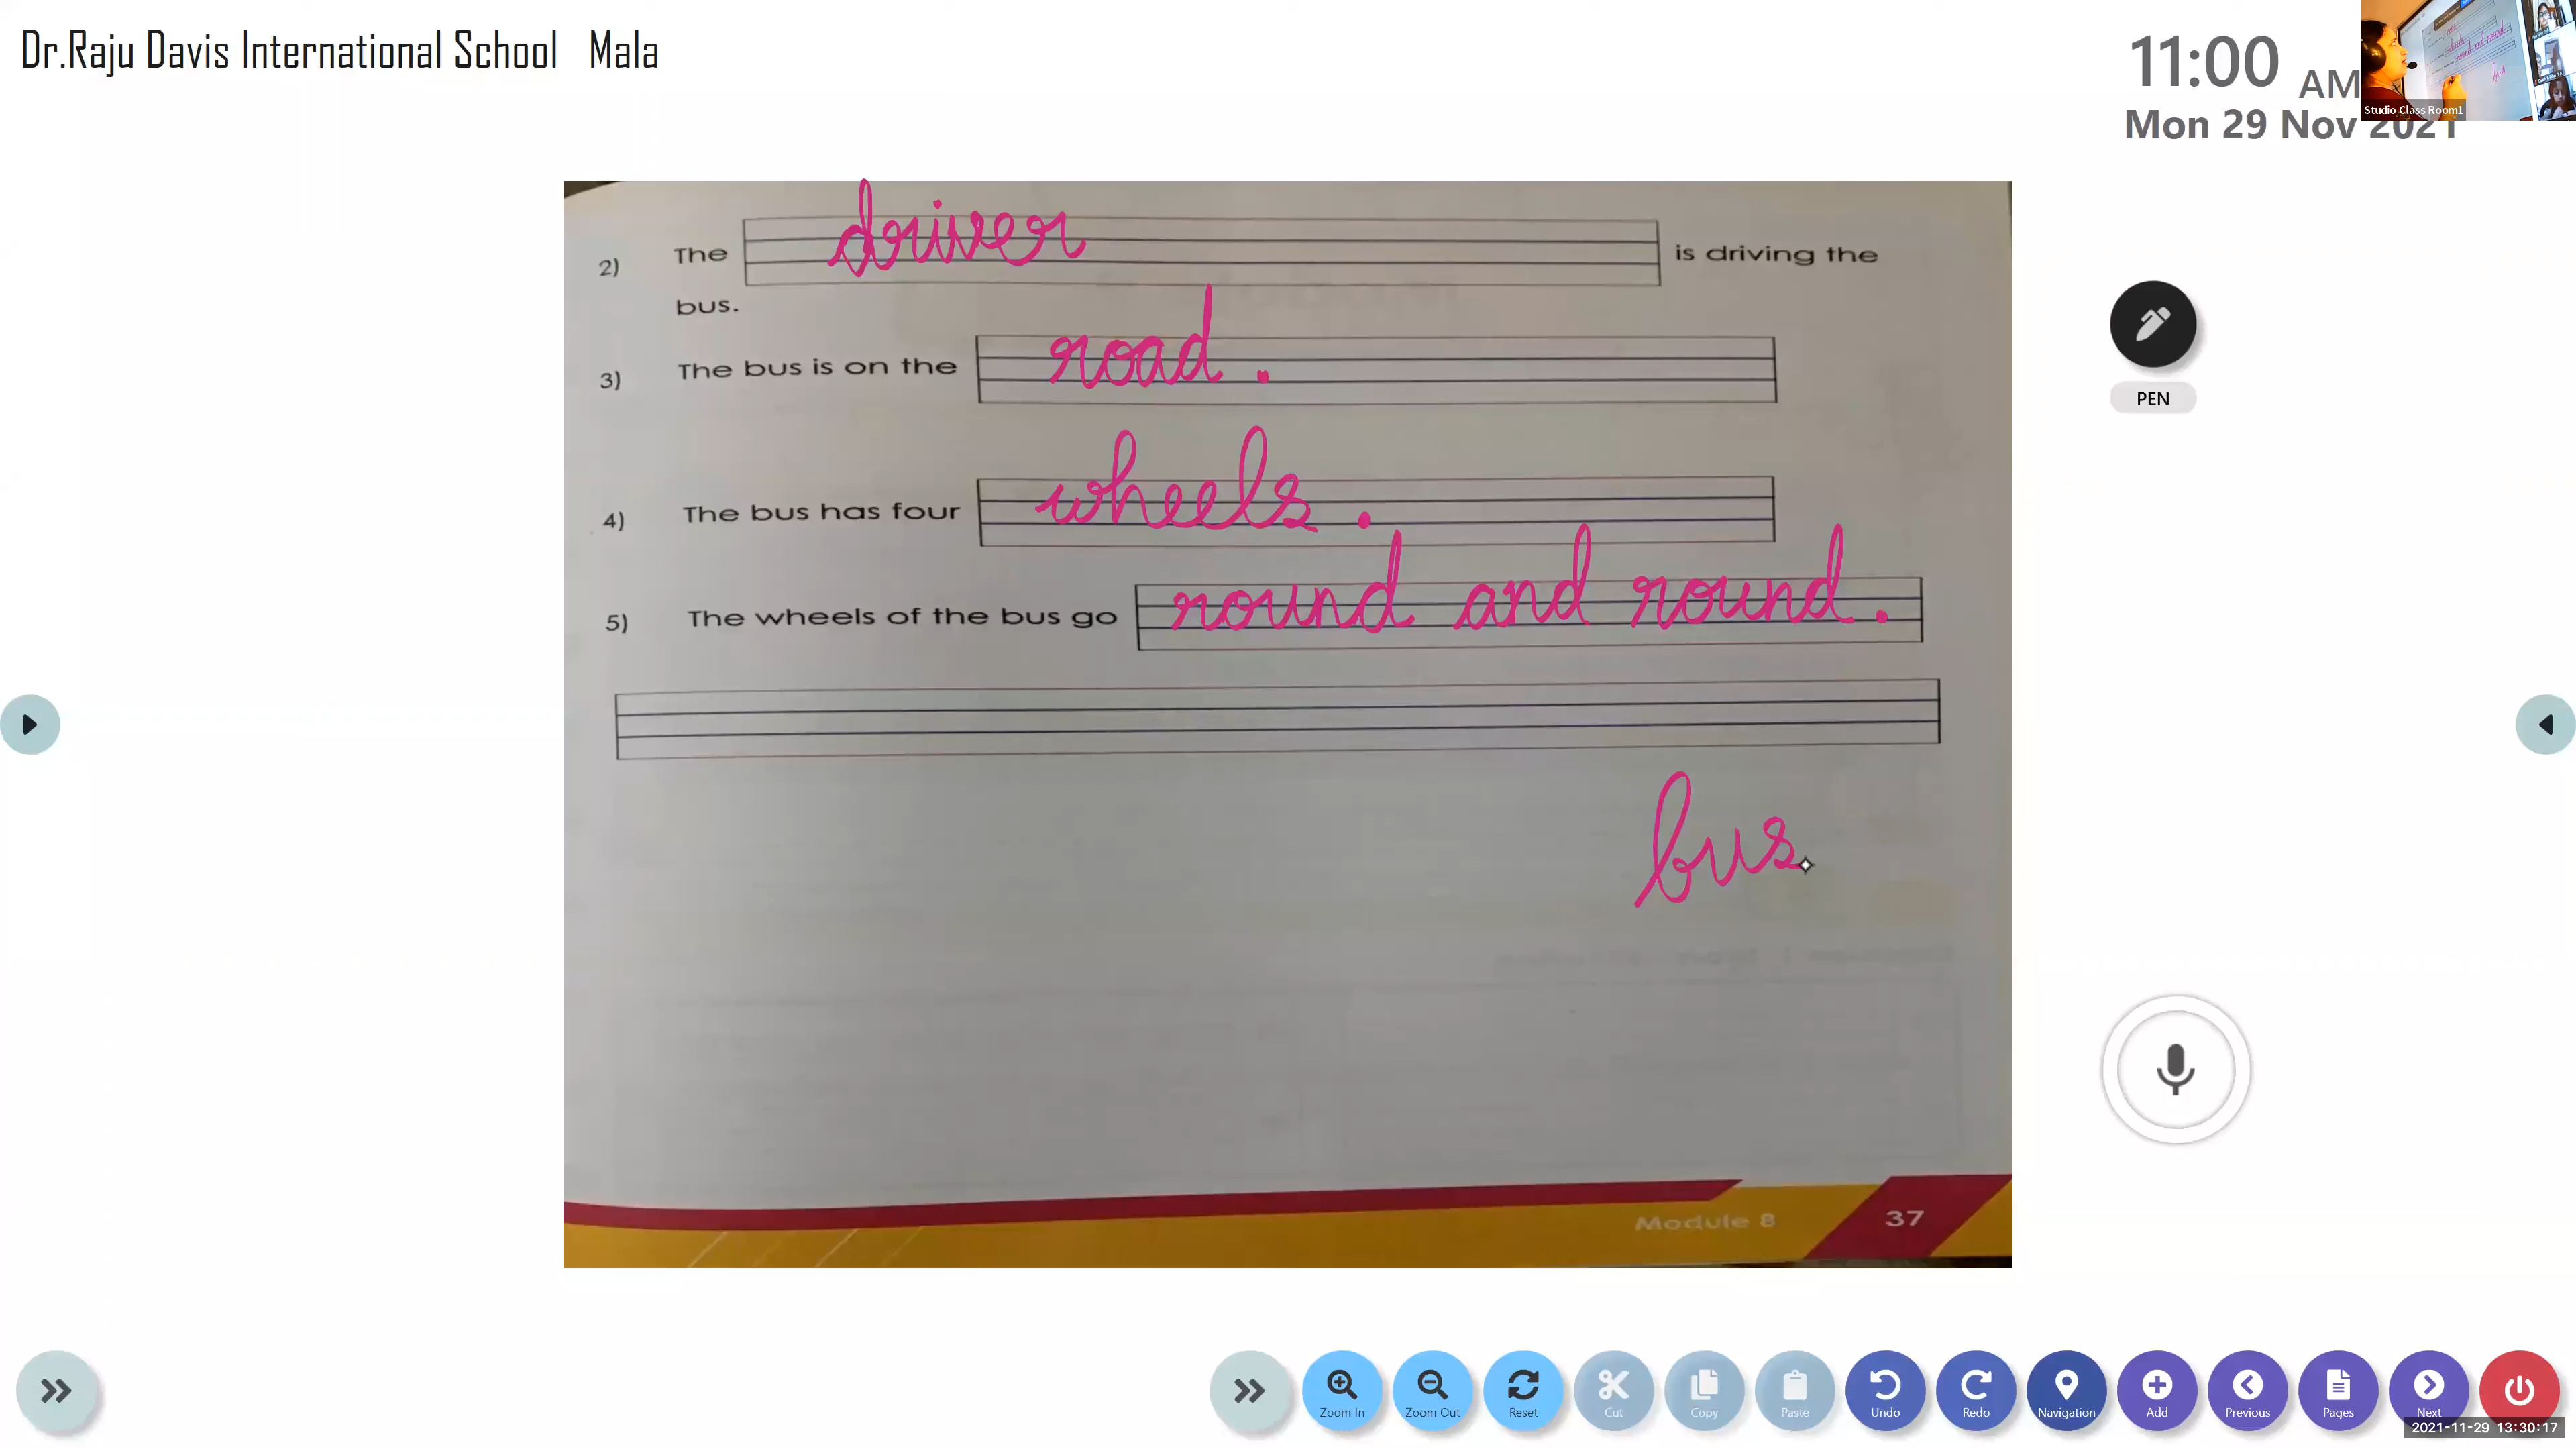 Dr.Raju Davis International School Mala
11:00 AM
Mon 29 Nov 2021
Studio Class Room1
2) The driver is driving the
bus.
3) The bus is on the road.
4) The bus has four wheels.
5) The wheels of the bus go round and round.
bus
PEN
Module 8 37
Zoom In Zoom Out Reset Cut Copy Paste Undo Redo Navigation Add Previous Pages Next
2021-11-29 13:30:17